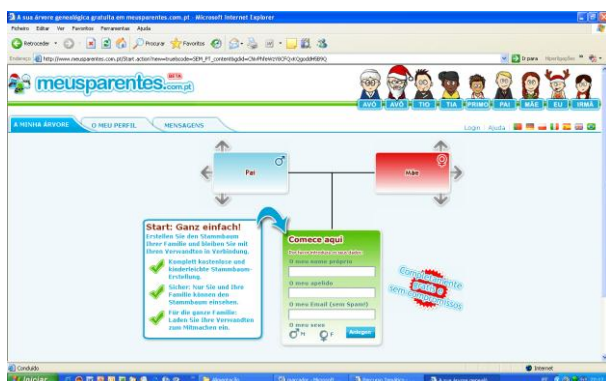 A sua árvore genealógica gratuita em meusparentes.com.pt - Microsoft Internet Explorer
Ficheiro Editar Ver Favoritos Ferramentas Ajuda
Retroceder Procurar Favoritos
Endereço Ir para Hiperligações
meusparentes.com.pt
BETA
AVÓ AVÔ TIO TIA PRIMO PAI MÃE EU IRMÃ
A MINHA ÁRVORE O MEU PERFIL MENSAGENS
Login Ajuda
Pai
Mãe
Start: Ganz einfach!
Erstellen Sie den Stammbaum
Ihrer Familie und bleiben Sie mit
Ihren Verwandten in Verbindung.
Komplett kostenlose und
kinderleichte Stammbaum-
Erstellung.
Sicher: Nur Sie und Ihre
Familie können den
Stammbaum einsehen.
Für die ganze Familie:
Laden Sie Ihre Verwandten
zum Mitmachen ein.
Comece aqui
O meu nome próprio
O meu apelido
O meu Email (sem Spam!)
O meu sexo
M F
Anlegen
Completamente
grátis
sem compromissos
Concluído
Internet
Iniciar